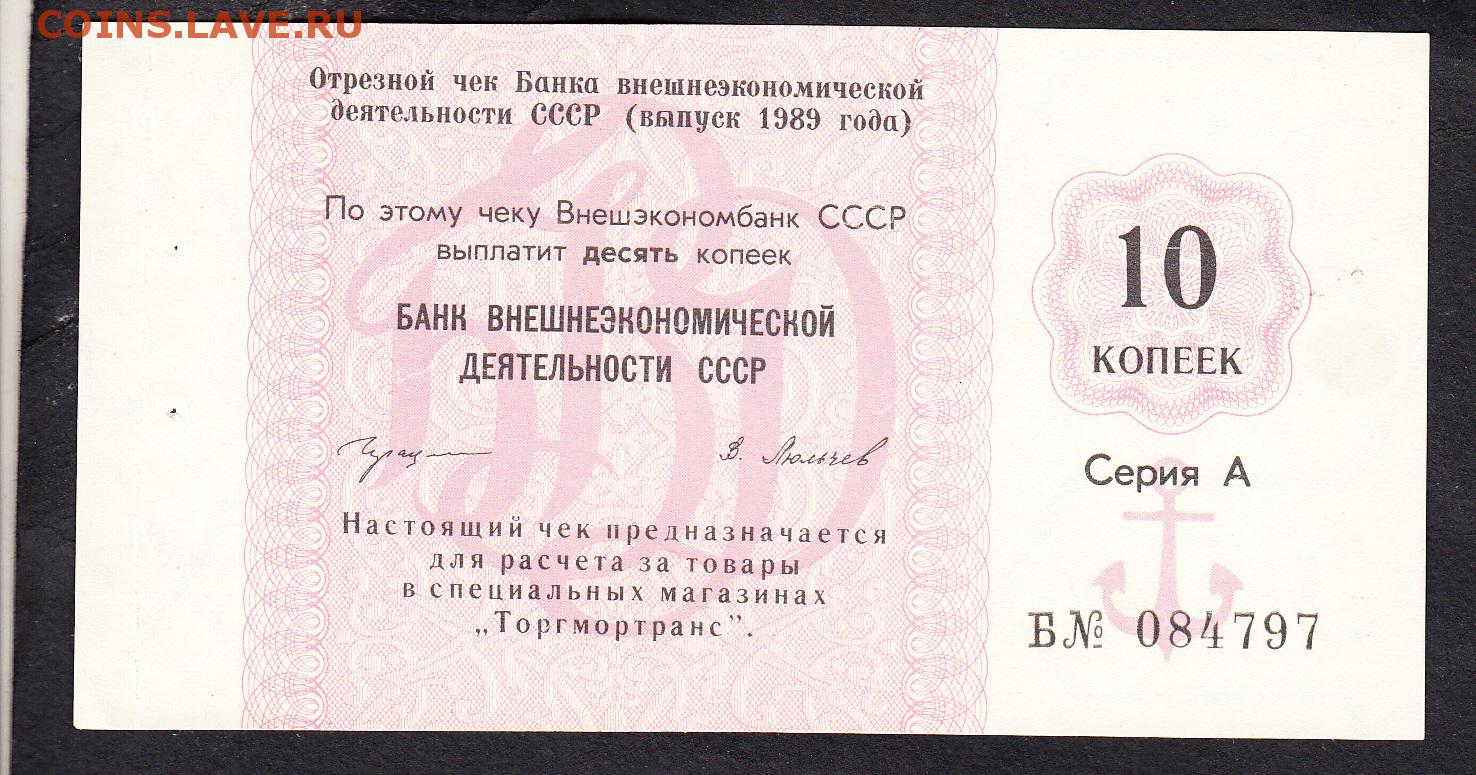 COINS.LAVE.RU
Отрезной чек Банка внешнеэкономической
деятельности СССР (выпуск 1989 года)
По этому чеку Внешэкономбанк СССР
выплатит десять копеек
БАНК ВНЕШНЕЭКОНОМИЧЕСКОЙ
ДЕЯТЕЛЬНОСТИ СССР
В. Люльчев
Настоящий чек предназначается
для расчета за товары
в специальных магазинах
„Торгмортранс”.
10
КОПЕЕК
Серия А
Б№ 084797